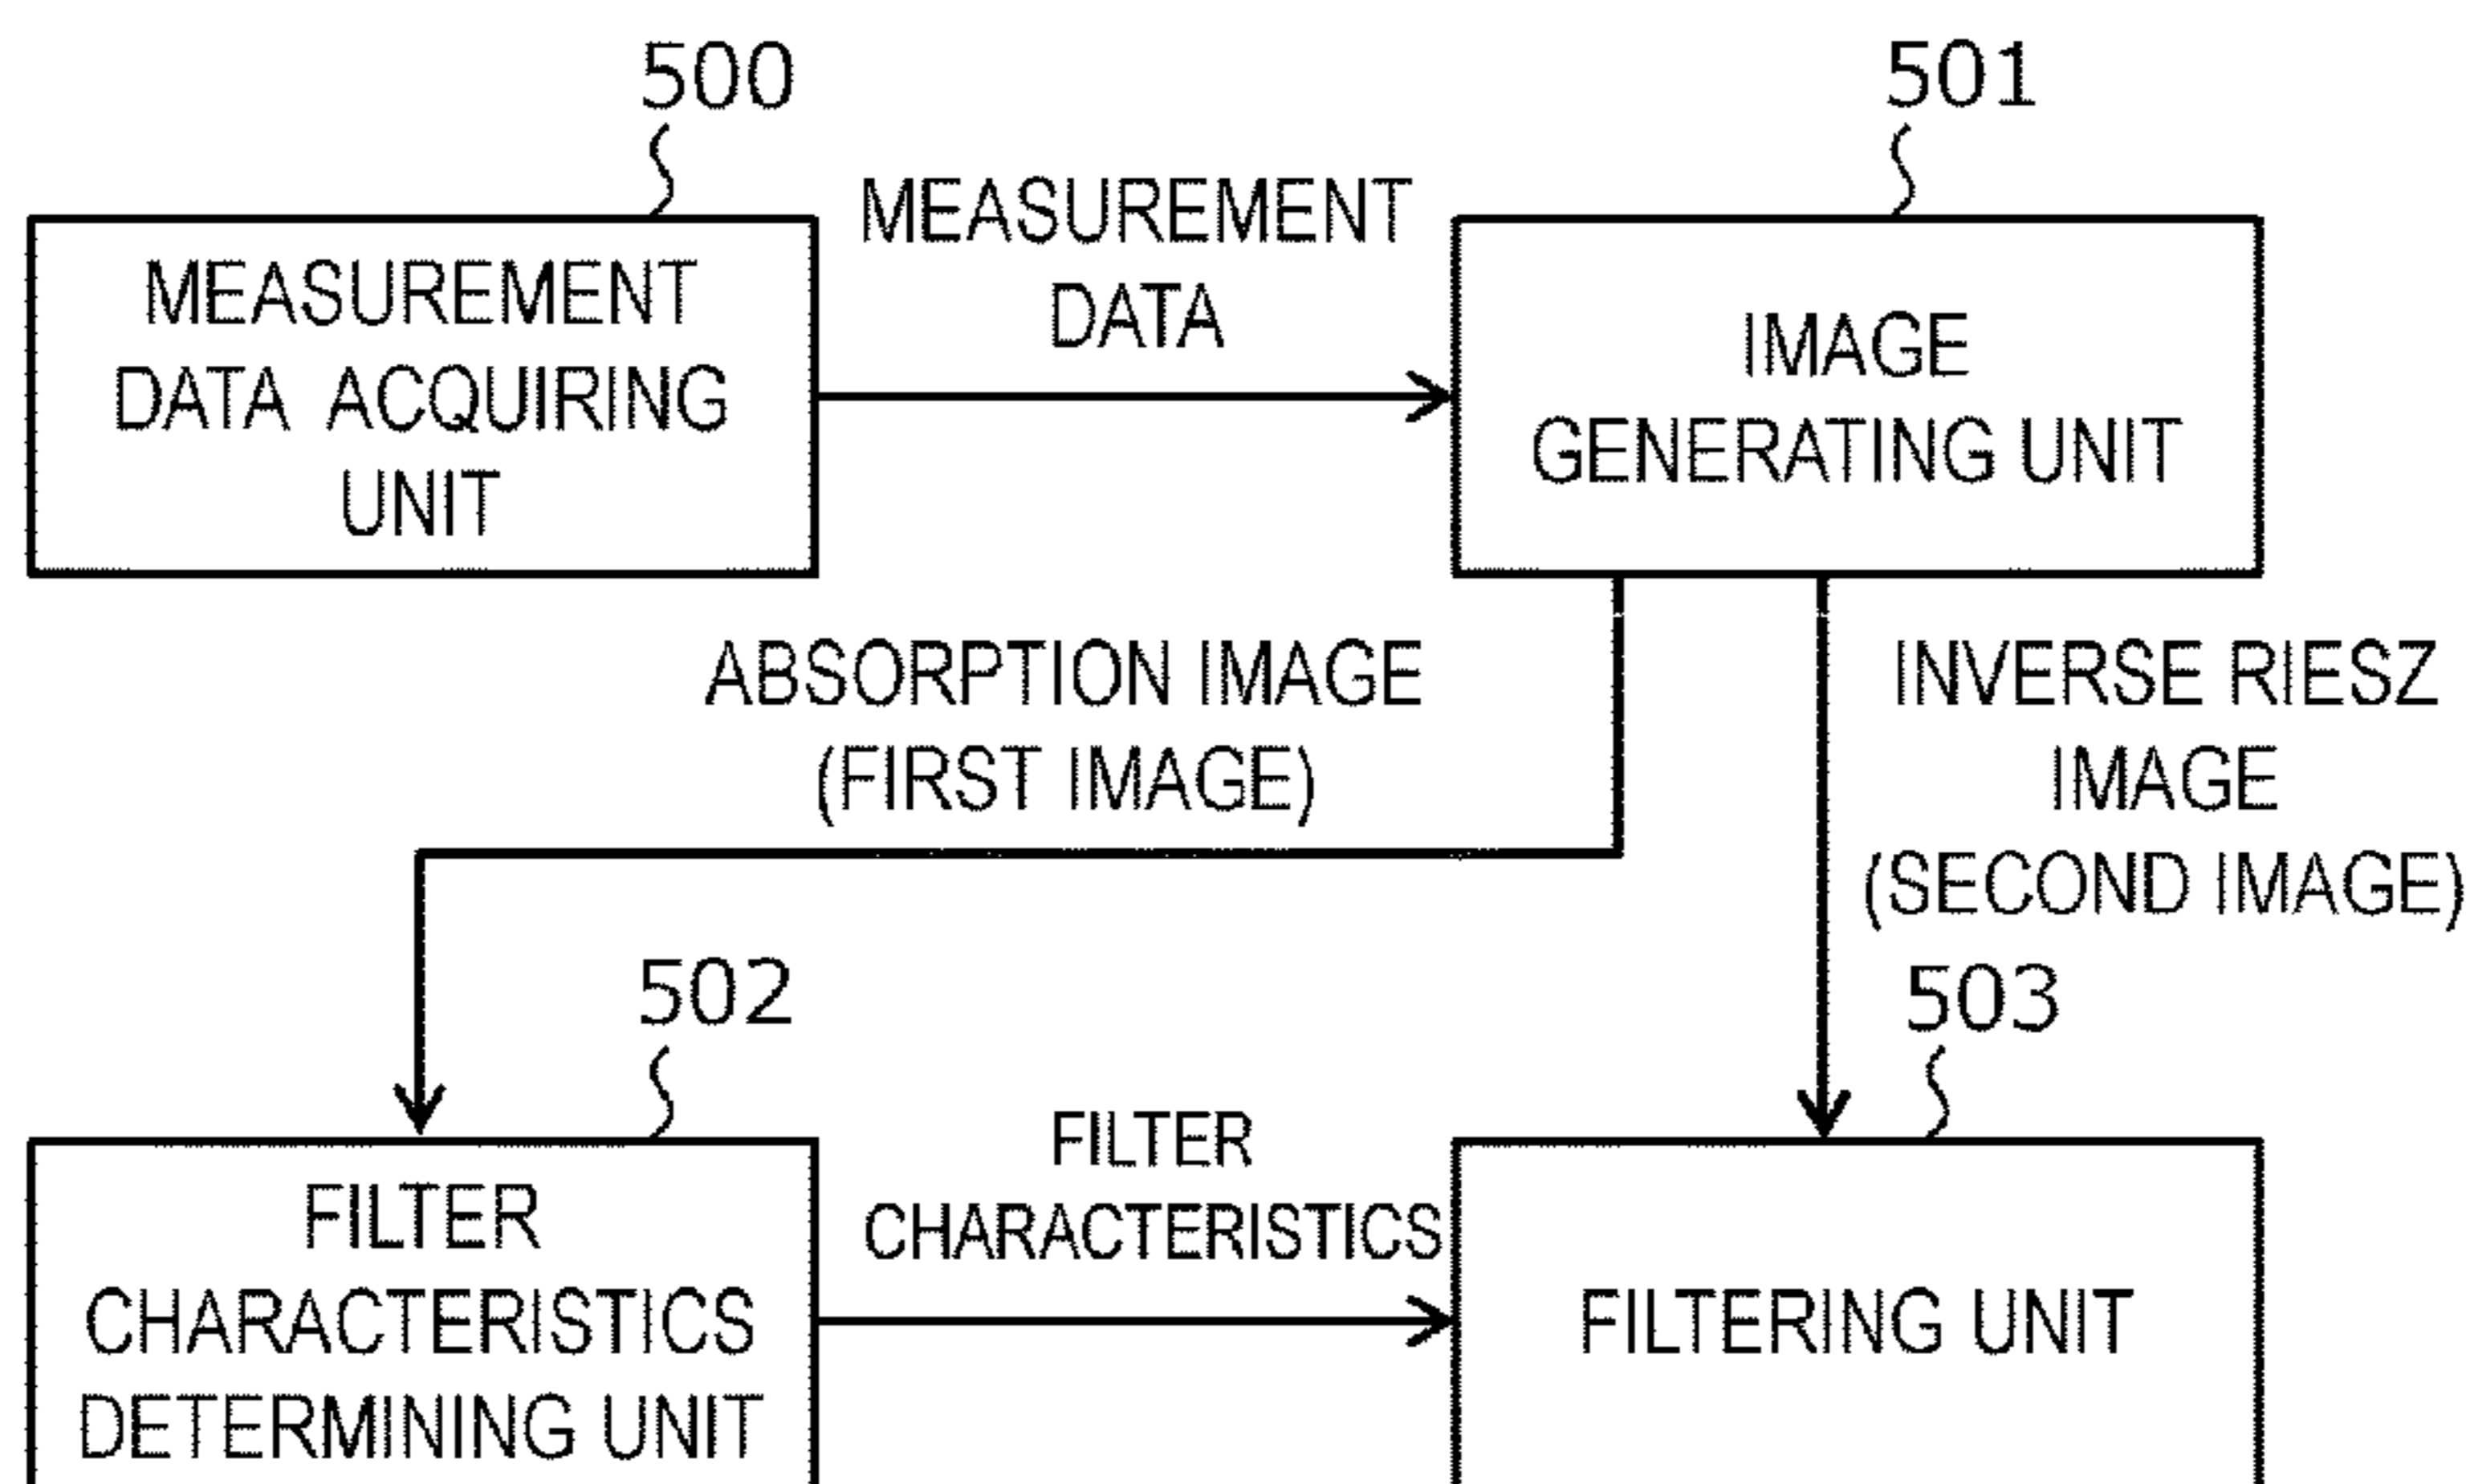 500
501
MEASUREMENT
DATA ACQUIRING
UNIT
MEASUREMENT
DATA
IMAGE
GENERATING UNIT
ABSORPTION IMAGE
(FIRST IMAGE)
INVERSE RIESZ
IMAGE
(SECOND IMAGE)
502
503
FILTER
CHARACTERISTICS
DETERMINING UNIT
FILTER
CHARACTERISTICS
FILTERING UNIT